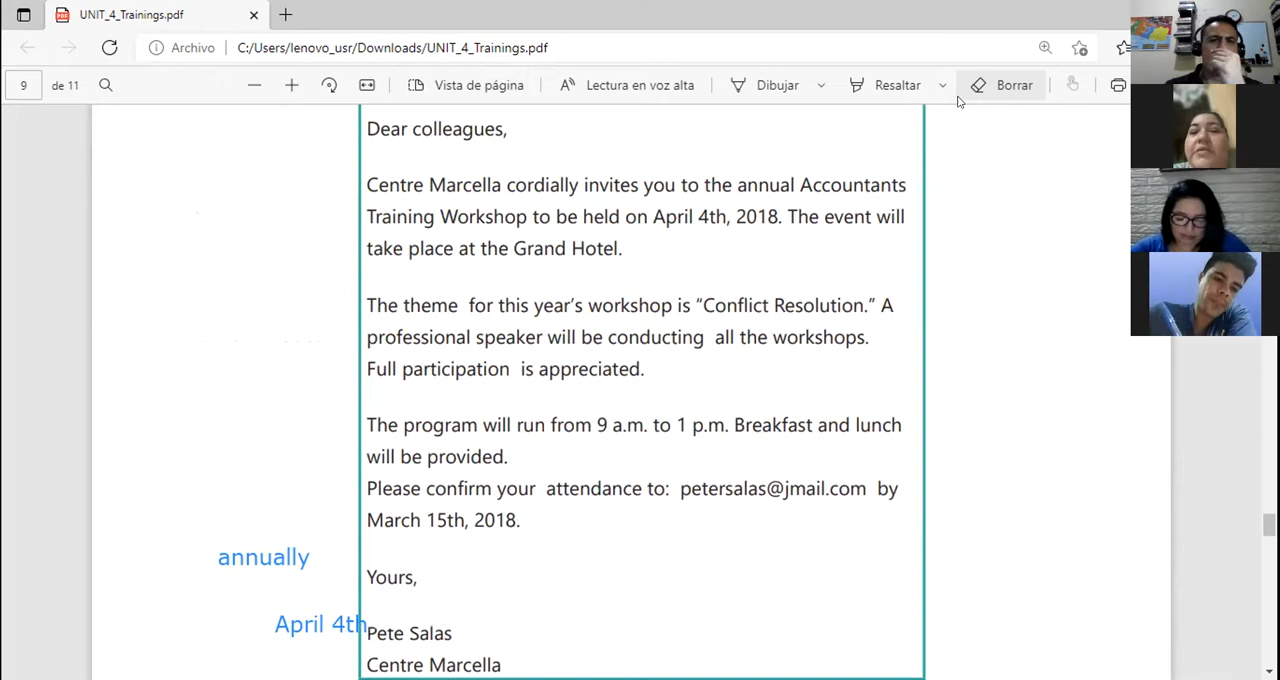 UNIT_4_Trainings.pdf
Archivo C:/Users/lenovo_usr/Downloads/UNIT_4_Trainings.pdf
9 de 11 Vista de página Lectura en voz alta Dibujar Resaltar Borrar
Dear colleagues,
Centre Marcella cordially invites you to the annual Accountants
Training Workshop to be held on April 4th, 2018. The event will
take place at the Grand Hotel.
The theme for this year's workshop is “Conflict Resolution.” A
professional speaker will be conducting all the workshops.
Full participation is appreciated.
The program will run from 9 a.m. to 1 p.m. Breakfast and lunch
will be provided.
Please confirm your attendance to: petersalas@jmail.com by
March 15th, 2018.
annually
Yours,
April 4th
Pete Salas
Centre Marcella